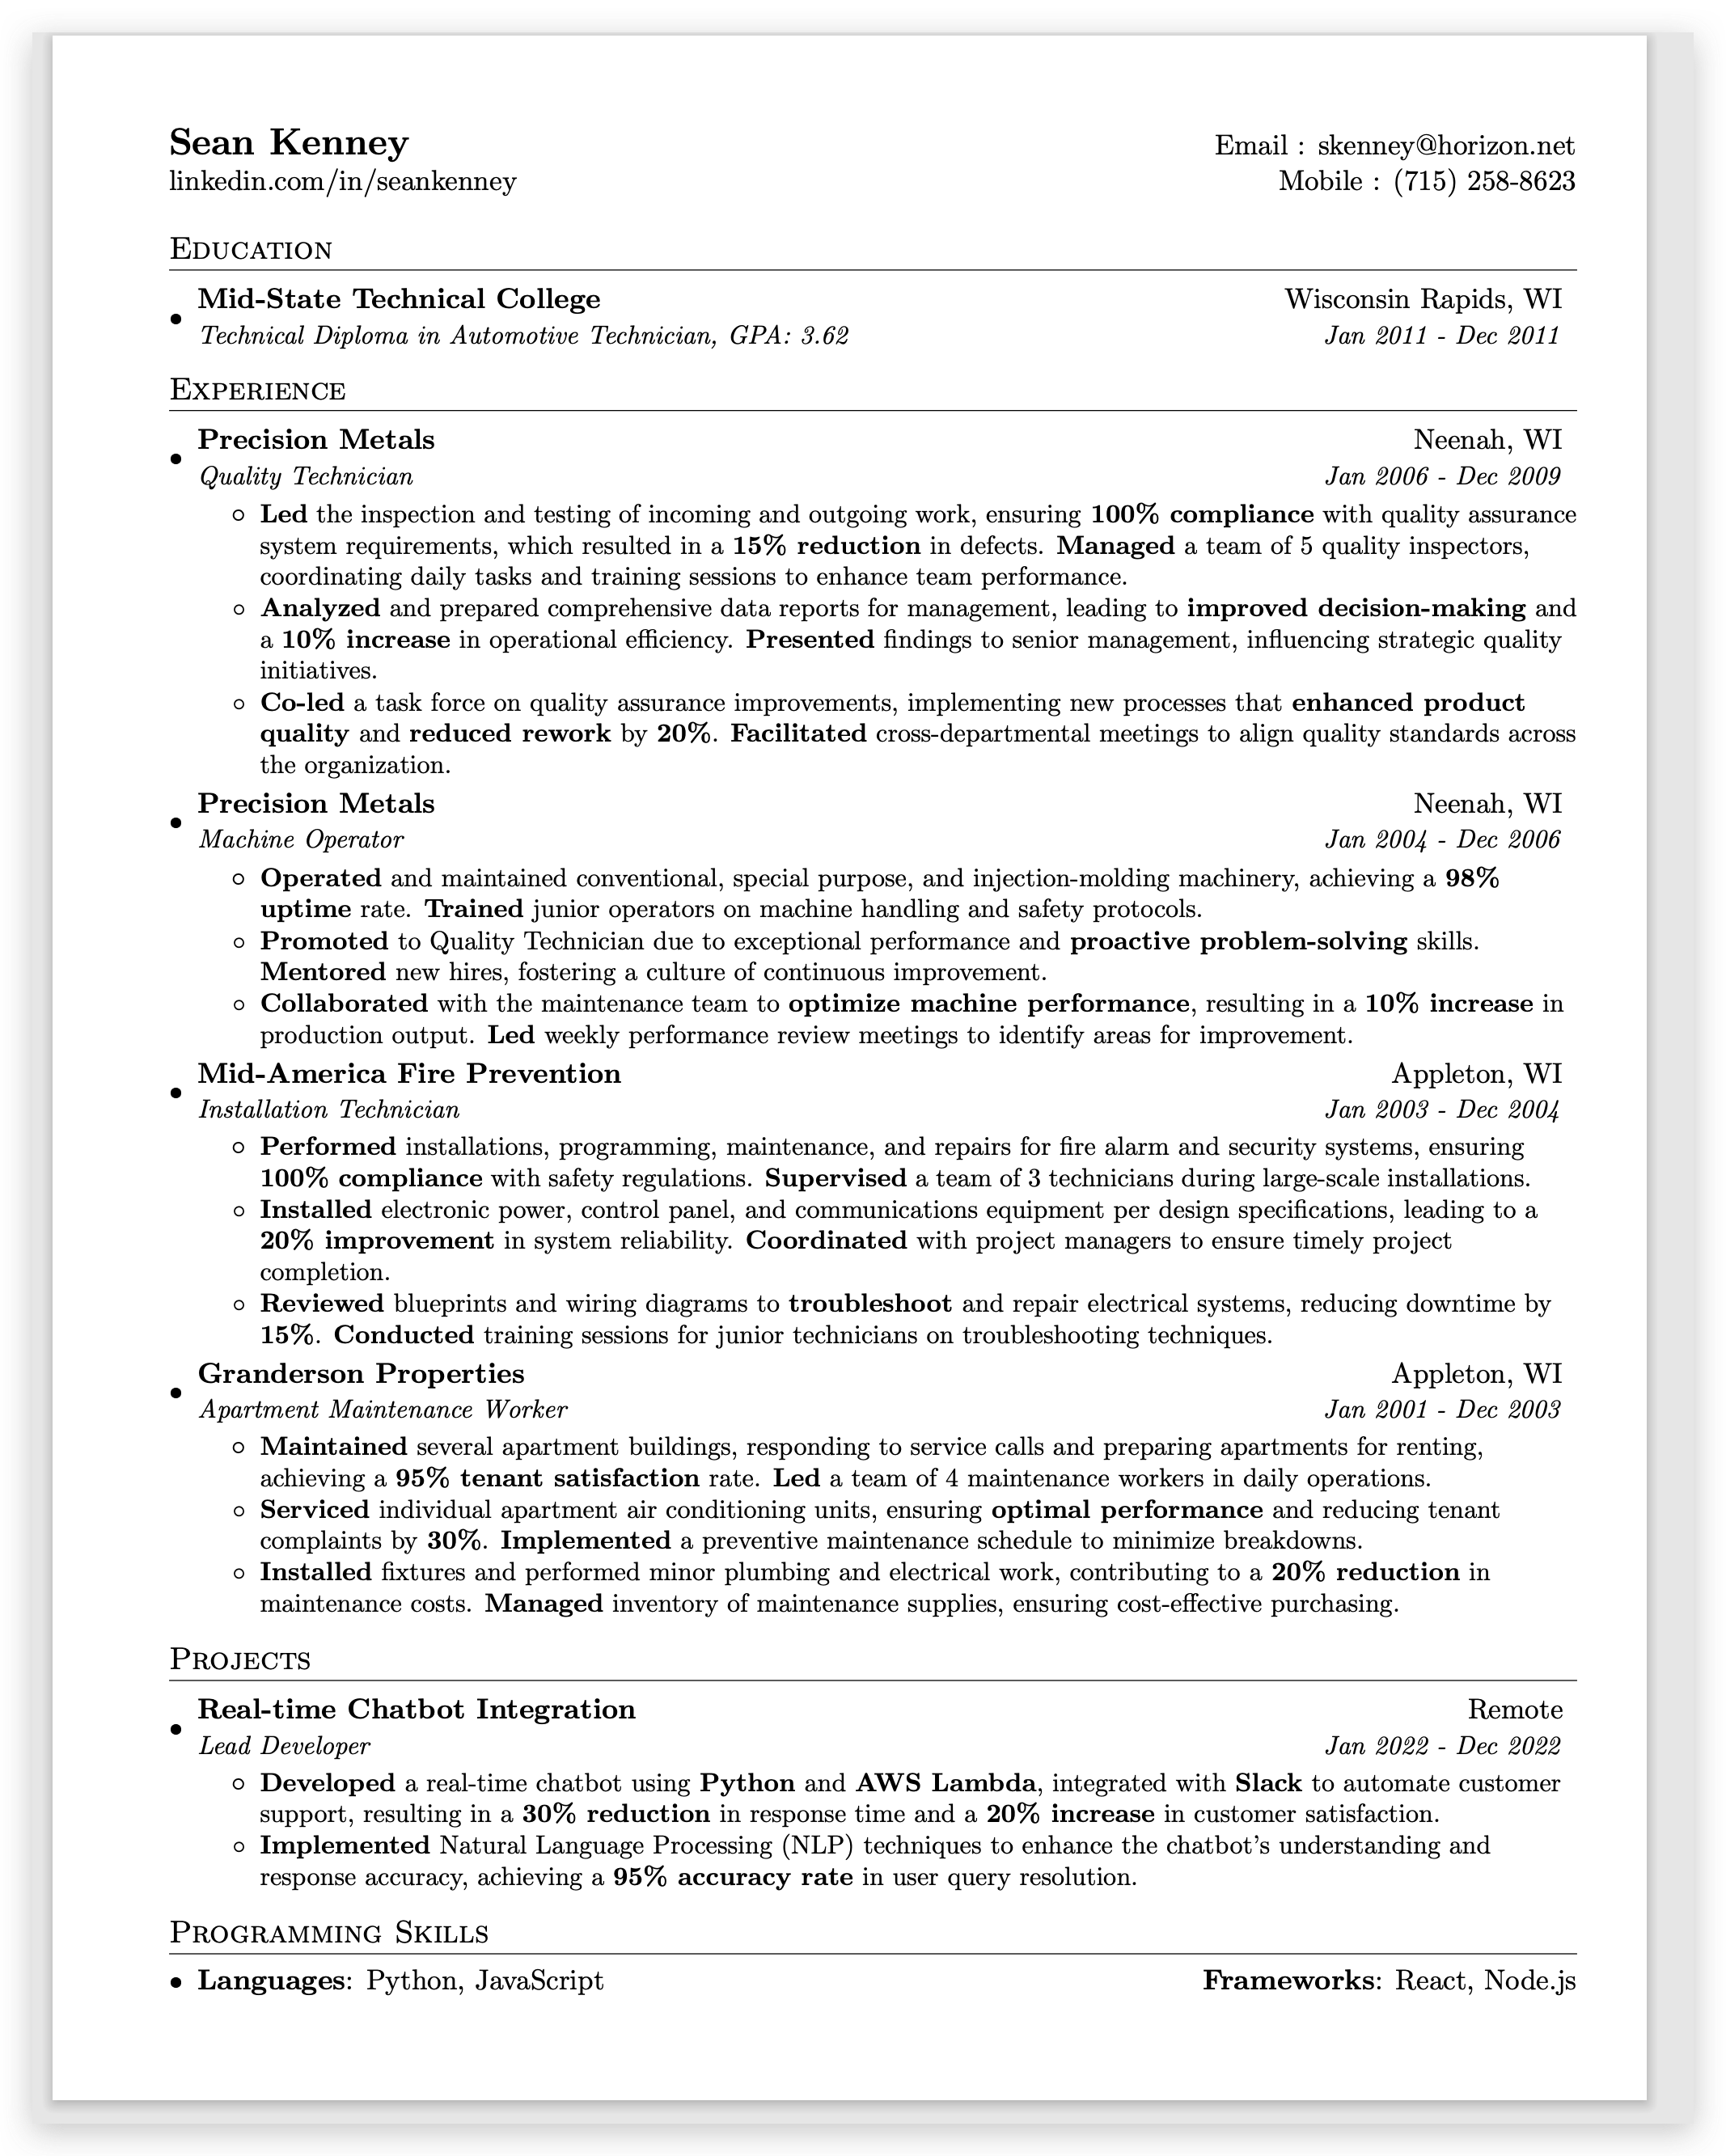 Sean Kenney
Email : skenney@horizon.net
linkedin.com/in/seankenney
Mobile : (715) 258-8623
Education
• Mid-State Technical College
Wisconsin Rapids, WI
Technical Diploma in Automotive Technician, GPA: 3.62
Jan 2011 - Dec 2011
Experience
• Precision Metals
Neenah, WI
Quality Technician
Jan 2006 - Dec 2009
◦ Led the inspection and testing of incoming and outgoing work, ensuring 100% compliance with quality assurance
system requirements, which resulted in a 15% reduction in defects. Managed a team of 5 quality inspectors,
coordinating daily tasks and training sessions to enhance team performance.
◦ Analyzed and prepared comprehensive data reports for management, leading to improved decision-making and
a 10% increase in operational efficiency. Presented findings to senior management, influencing strategic quality
initiatives.
◦ Co-led a task force on quality assurance improvements, implementing new processes that enhanced product
quality and reduced rework by 20%. Facilitated cross-departmental meetings to align quality standards across
the organization.
• Precision Metals
Neenah, WI
Machine Operator
Jan 2004 - Dec 2006
◦ Operated and maintained conventional, special purpose, and injection-molding machinery, achieving a 98%
uptime rate. Trained junior operators on machine handling and safety protocols.
◦ Promoted to Quality Technician due to exceptional performance and proactive problem-solving skills.
Mentored new hires, fostering a culture of continuous improvement.
◦ Collaborated with the maintenance team to optimize machine performance, resulting in a 10% increase in
production output. Led weekly performance review meetings to identify areas for improvement.
• Mid-America Fire Prevention
Appleton, WI
Installation Technician
Jan 2003 - Dec 2004
◦ Performed installations, programming, maintenance, and repairs for fire alarm and security systems, ensuring
100% compliance with safety regulations. Supervised a team of 3 technicians during large-scale installations.
◦ Installed electronic power, control panel, and communications equipment per design specifications, leading to a
20% improvement in system reliability. Coordinated with project managers to ensure timely project
completion.
◦ Reviewed blueprints and wiring diagrams to troubleshoot and repair electrical systems, reducing downtime by
15%. Conducted training sessions for junior technicians on troubleshooting techniques.
• Granderson Properties
Appleton, WI
Apartment Maintenance Worker
Jan 2001 - Dec 2003
◦ Maintained several apartment buildings, responding to service calls and preparing apartments for renting,
achieving a 95% tenant satisfaction rate. Led a team of 4 maintenance workers in daily operations.
◦ Serviced individual apartment air conditioning units, ensuring optimal performance and reducing tenant
complaints by 30%. Implemented a preventive maintenance schedule to minimize breakdowns.
◦ Installed fixtures and performed minor plumbing and electrical work, contributing to a 20% reduction in
maintenance costs. Managed inventory of maintenance supplies, ensuring cost-effective purchasing.
Projects
• Real-time Chatbot Integration
Remote
Lead Developer
Jan 2022 - Dec 2022
◦ Developed a real-time chatbot using Python and AWS Lambda, integrated with Slack to automate customer
support, resulting in a 30% reduction in response time and a 20% increase in customer satisfaction.
◦ Implemented Natural Language Processing (NLP) techniques to enhance the chatbot's understanding and
response accuracy, achieving a 95% accuracy rate in user query resolution.
Programming Skills
• Languages: Python, JavaScript
Frameworks: React, Node.js